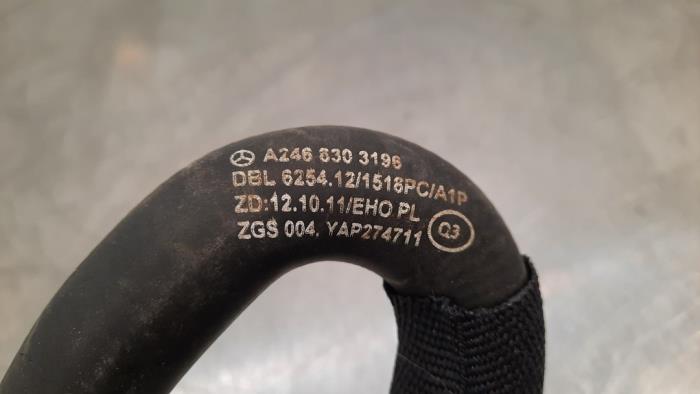 A246 830 3196
DBL 6254.12/1518PC/A1P
ZD:12.10.11/EHO PL
ZGS 004. YAP274711 Q3